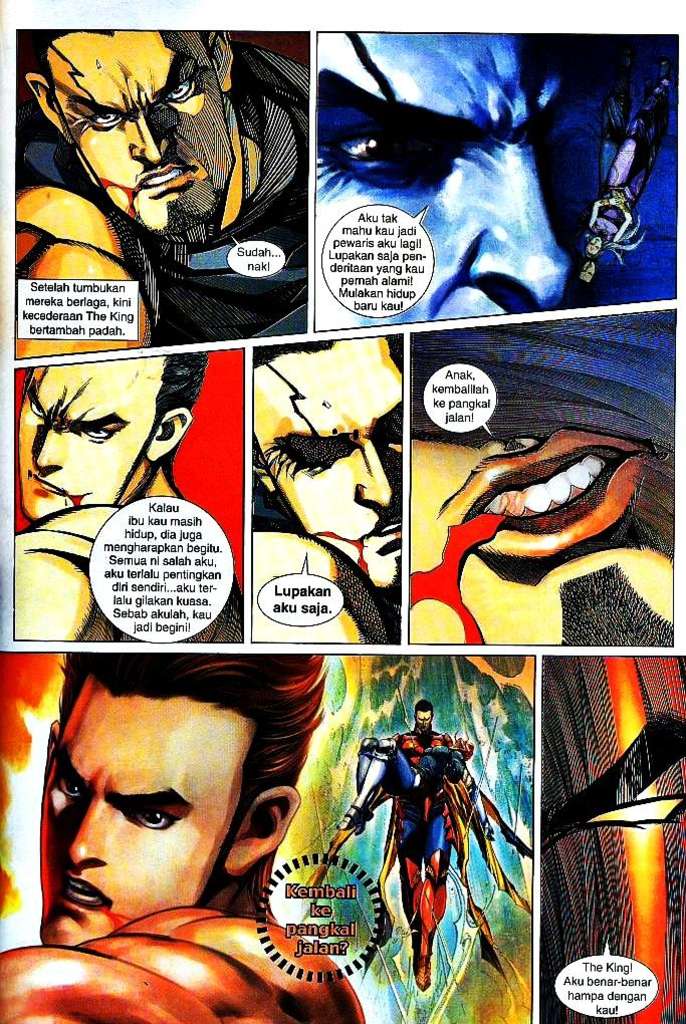 Sudah...
nak!
Setelah tumbukan
mereka berlaga, kini
kecederaan The King
bertambah padah.
Aku tak
mahu kau jadi
pewaris aku lagi!
Lupakan saja pen-
deritaan yang kau
pernah alami!
Mulakan hidup
baru kau!
Kalau
ibu kau masih
hidup, dia juga
mengharapkan begitu.
Semua ni salah aku,
aku terlalu pentingkan
diri sendiri...aku ter-
lalu gilakan kuasa.
Sebab akulah, kau
jadi begini!
Lupakan
aku saja.
Anak,
kembalilah
ke pangkal
jalan!
Kembali
ke
pangkal
jalan?
The King!
Aku benar-benar
hampa dengan
kau!